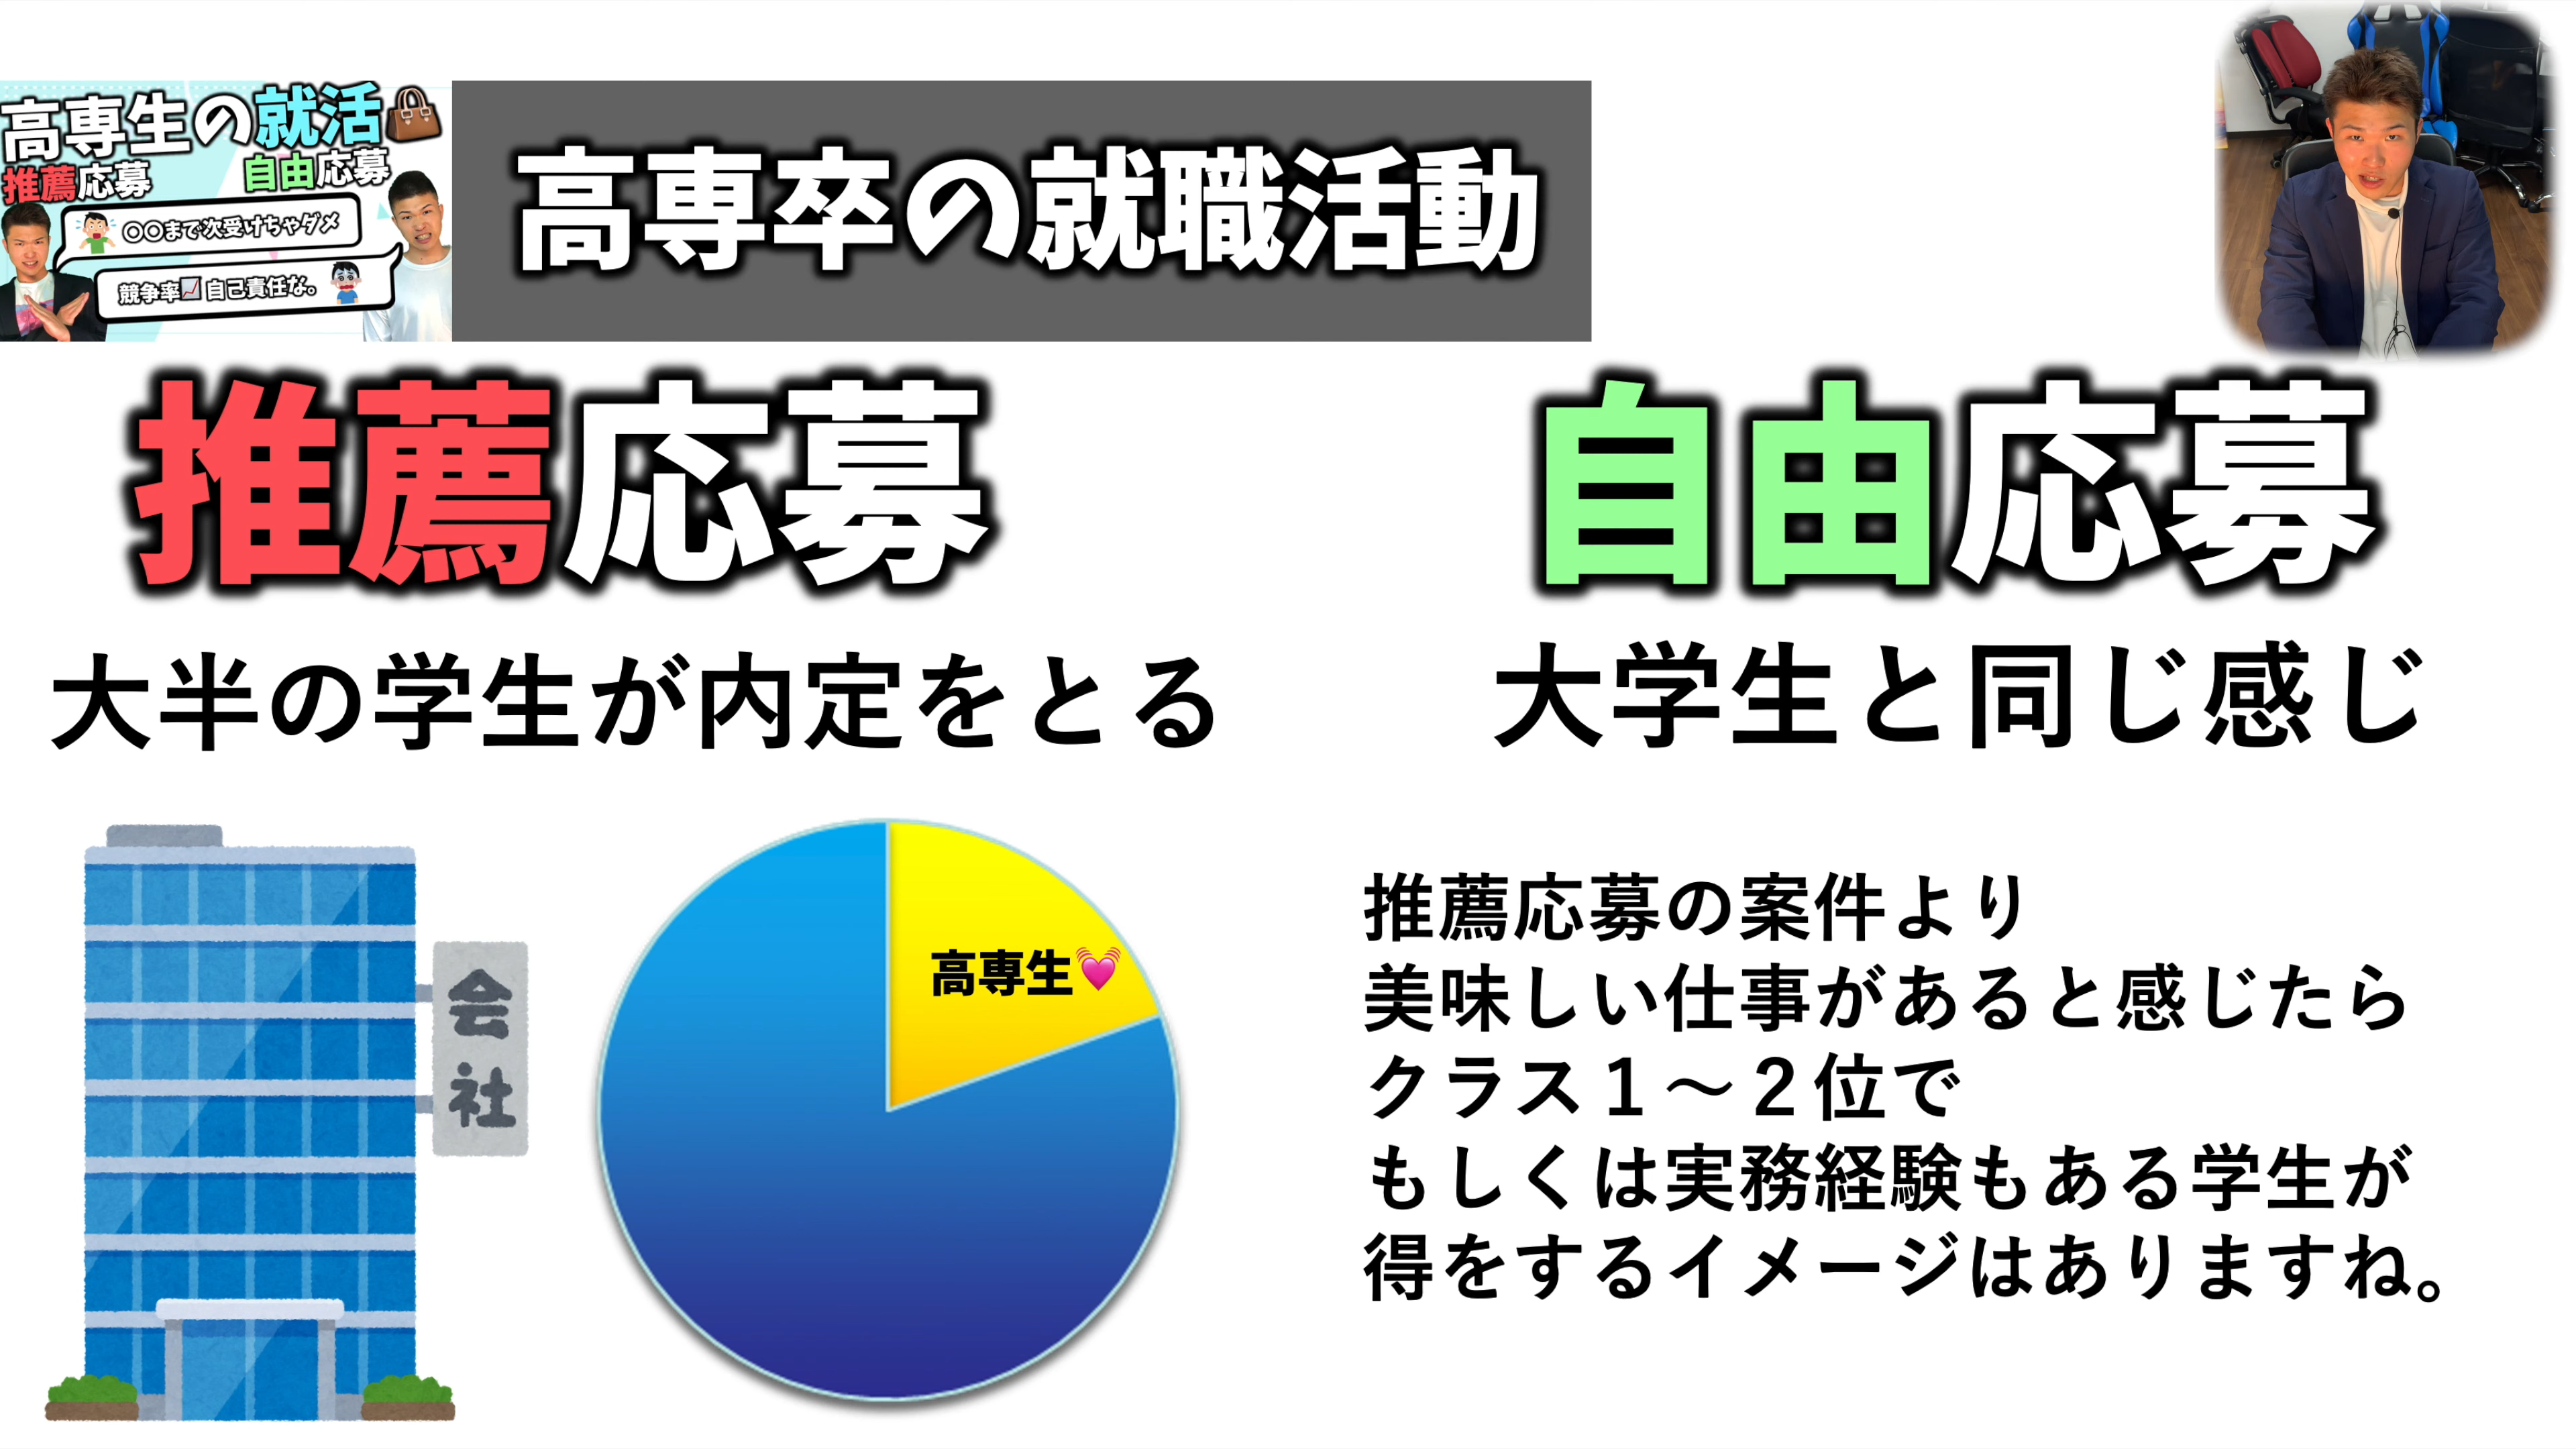 高専生の就活
推薦応募
自由応募
〇〇まで次受けちゃダメ
競争率自己責任な。
高専卒の就職活動
推薦応募
自由応募
大半の学生が内定をとる
大学生と同じ感じ
会社
高専生
推薦応募の案件より
美味しい仕事があると感じたら
クラス１～２位で
もしくは実務経験もある学生が
得をするイメージはありますね。